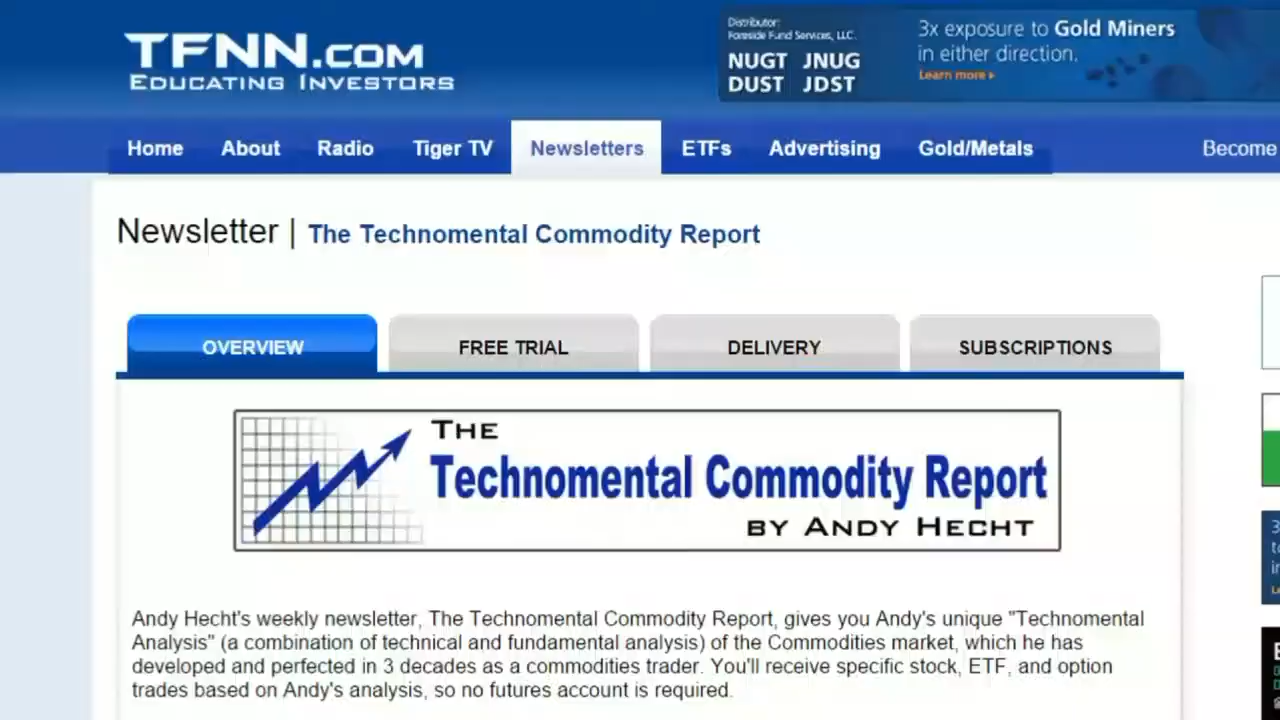 TFNN.COM
EDUCATING INVESTORS
Distributor:
Foreside Fund Services, LLC.
NUGT JNUG
DUST JDST
3x exposure to Gold Miners
in either direction.
Learn more
Home About Radio Tiger TV Newsletters ETFs Advertising Gold/Metals Become
Newsletter | The Technomental Commodity Report
OVERVIEW FREE TRIAL DELIVERY SUBSCRIPTIONS
THE
Technomental Commodity Report
BY ANDY HECHT
Andy Hecht's weekly newsletter, The Technomental Commodity Report, gives you Andy's unique "Technomental
Analysis" (a combination of technical and fundamental analysis) of the Commodities market, which he has
developed and perfected in 3 decades as a commodities trader. You'll receive specific stock, ETF, and option
trades based on Andy's analysis, so no futures account is required.